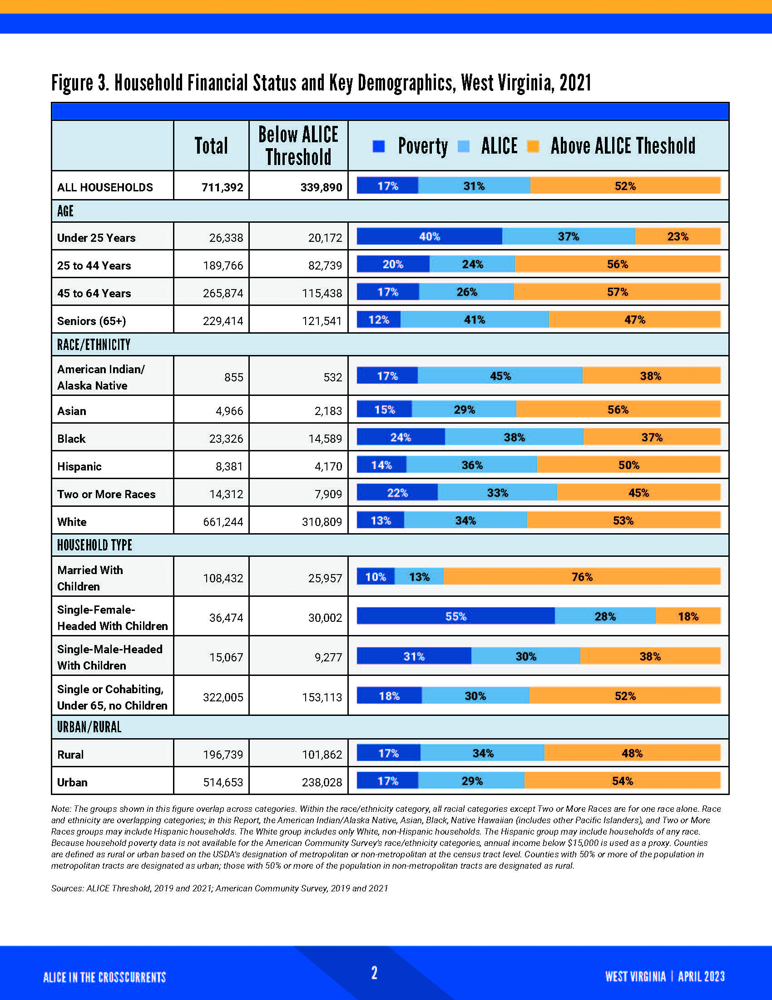 Figure 3. Household Financial Status and Key Demographics, West Virginia, 2021
Total
Below ALICE
Threshold
Poverty ALICE Above ALICE Theshold
ALL HOUSEHOLDS 711,392 339,890 17% 31% 52%
AGE
Under 25 Years 26,338 20,172 40% 37% 23%
25 to 44 Years 189,766 82,739 20% 24% 56%
45 to 64 Years 265,874 115,438 17% 26% 57%
Seniors (65+) 229,414 121,541 12% 41% 47%
RACE/ETHNICITY
American Indian/
Alaska Native 855 532 17% 45% 38%
Asian 4,966 2,183 15% 29% 56%
Black 23,326 14,589 24% 38% 37%
Hispanic 8,381 4,170 14% 36% 50%
Two or More Races 14,312 7,909 22% 33% 45%
White 661,244 310,809 13% 34% 53%
HOUSEHOLD TYPE
Married With
Children 108,432 25,957 10% 13% 76%
Single-Female-
Headed With Children 36,474 30,002 55% 28% 18%
Single-Male-Headed
With Children 15,067 9,277 31% 30% 38%
Single or Cohabiting,
Under 65, no Children 322,005 153,113 18% 30% 52%
URBAN/RURAL
Rural 196,739 101,862 17% 34% 48%
Urban 514,653 238,028 17% 29% 54%
Note: The groups shown in this figure overlap across categories. Within the race/ethnicity category, all racial categories except Two or More Races are for one race alone. Race
and ethnicity are overlapping categories; in this Report, the American Indian/Alaska Native, Asian, Black, Native Hawaiian (includes other Pacific Islanders), and Two or More
Races groups may include Hispanic households. The White group includes only White, non-Hispanic households. The Hispanic group may include households of any race.
Because household poverty data is not available for the American Community Survey's race/ethnicity categories, annual income below $15,000 is used as a proxy. Counties
are defined as rural or urban based on the USDA's designation of metropolitan or non-metropolitan at the census tract level. Counties with 50% or more of the population in
metropolitan tracts are designated as urban; those with 50% or more of the population in non-metropolitan tracts are designated as rural.
Sources: ALICE Threshold, 2019 and 2021; American Community Survey, 2019 and 2021
ALICE IN THE CROSSCURRENTS 2 WEST VIRGINIA | APRIL 2023